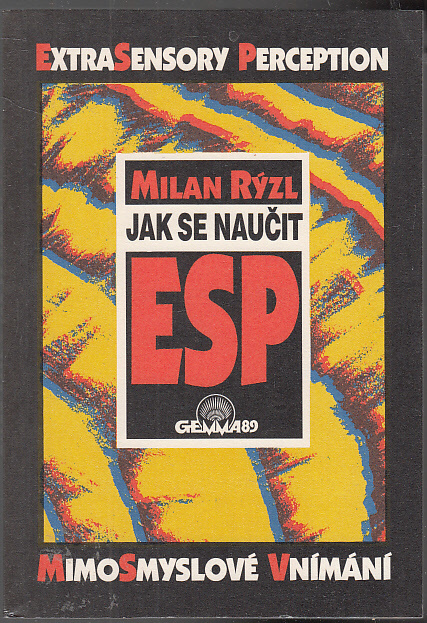 EXTRASENSORY PERCEPTION
MILAN RÝZL
JAK SE NAUČIT
ESP
GEMMA89
MIMOSMYSLOVÉ VNÍMÁNÍ